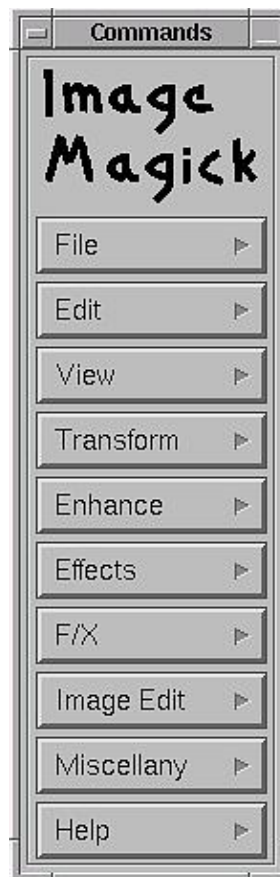 Commands
Image
Magick
File
Edit
View
Transform
Enhance
Effects
F/X
Image Edit
Miscellany
Help